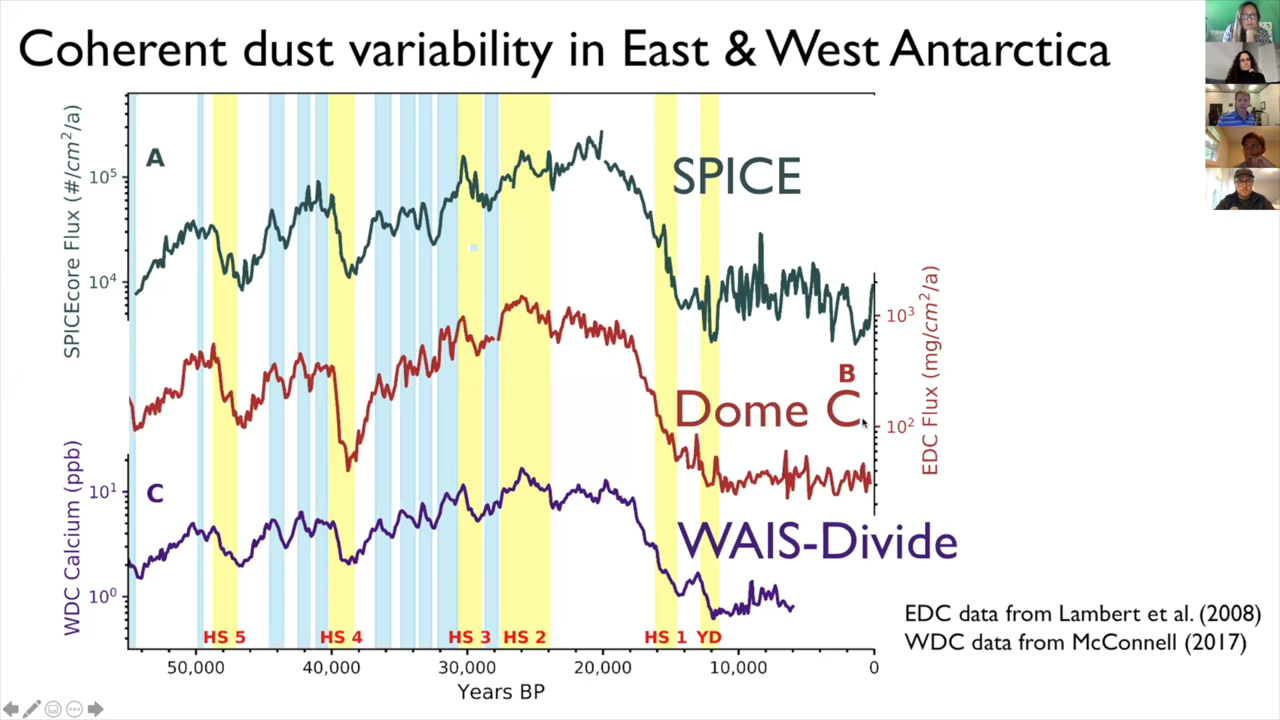 Coherent dust variability in East & West Antarctica
SPICEcore Flux (#/cm²/a)
10⁵
10⁴
A
SPICE
EDC Flux (mg/cm²/a)
10³
10²
B
Dome C
WDC Calcium (ppb)
10¹
10⁰
C
WAIS-Divide
HS 5 HS 4 HS 3 HS 2 HS 1 YD
50,000 40,000 30,000 20,000 10,000 0
Years BP
EDC data from Lambert et al. (2008)
WDC data from McConnell (2017)